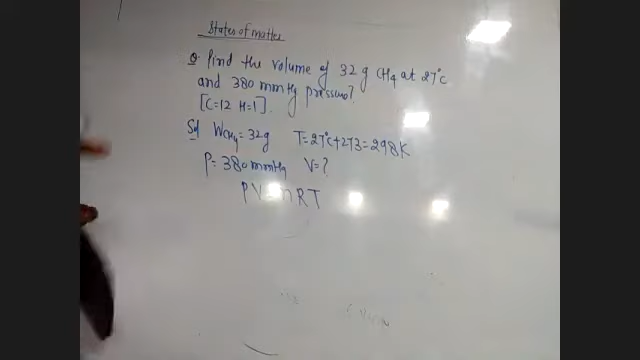 States of matter
Q. Find the volume of 32 g CH4 at 27°C
and 380 mmHg pressure?
[C=12 H=1].
Sol WCH4 = 32g T=27°C+273=298K
P= 380 mmHg V=?
PV=nRT